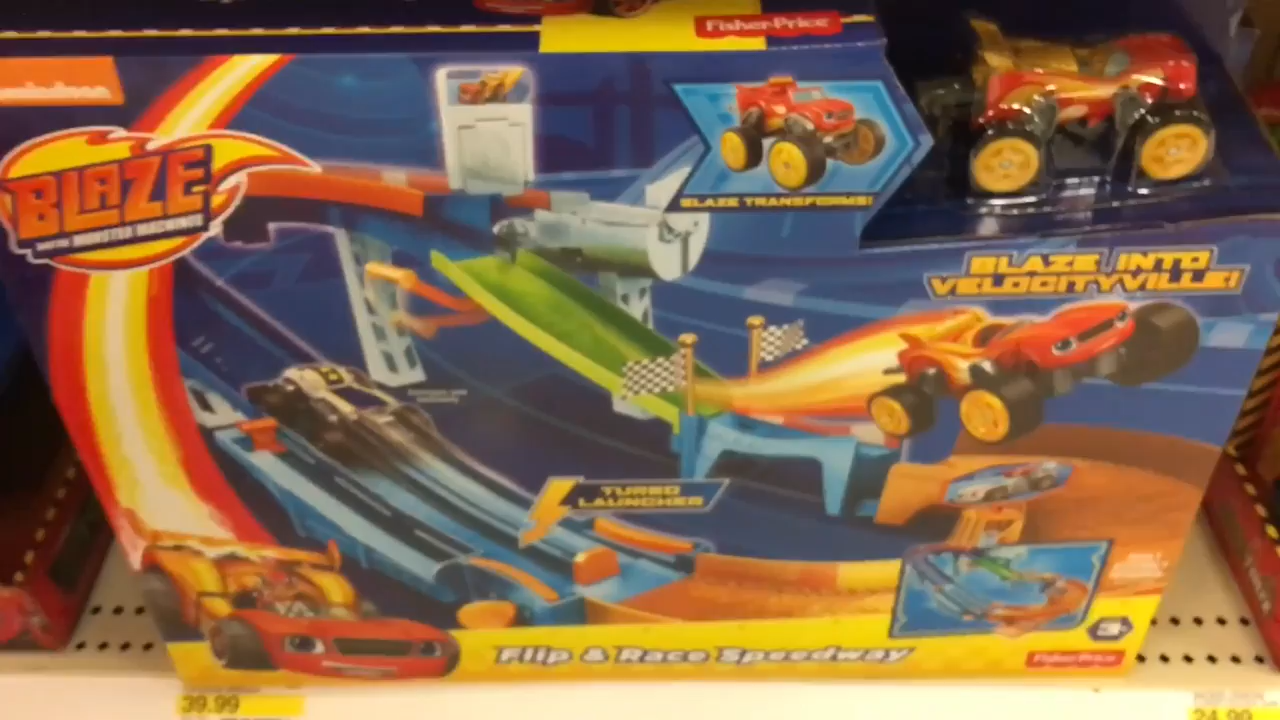 Fisher-Price
nickelodeon
BLAZE
AND THE MONSTER MACHINES
BLAZE TRANSFORMS!
BLAZE INTO
VELOCITYVILLE!
TURBO
LAUNCHER
3+
Flip & Race Speedway
Fisher-Price
39.99
24.99